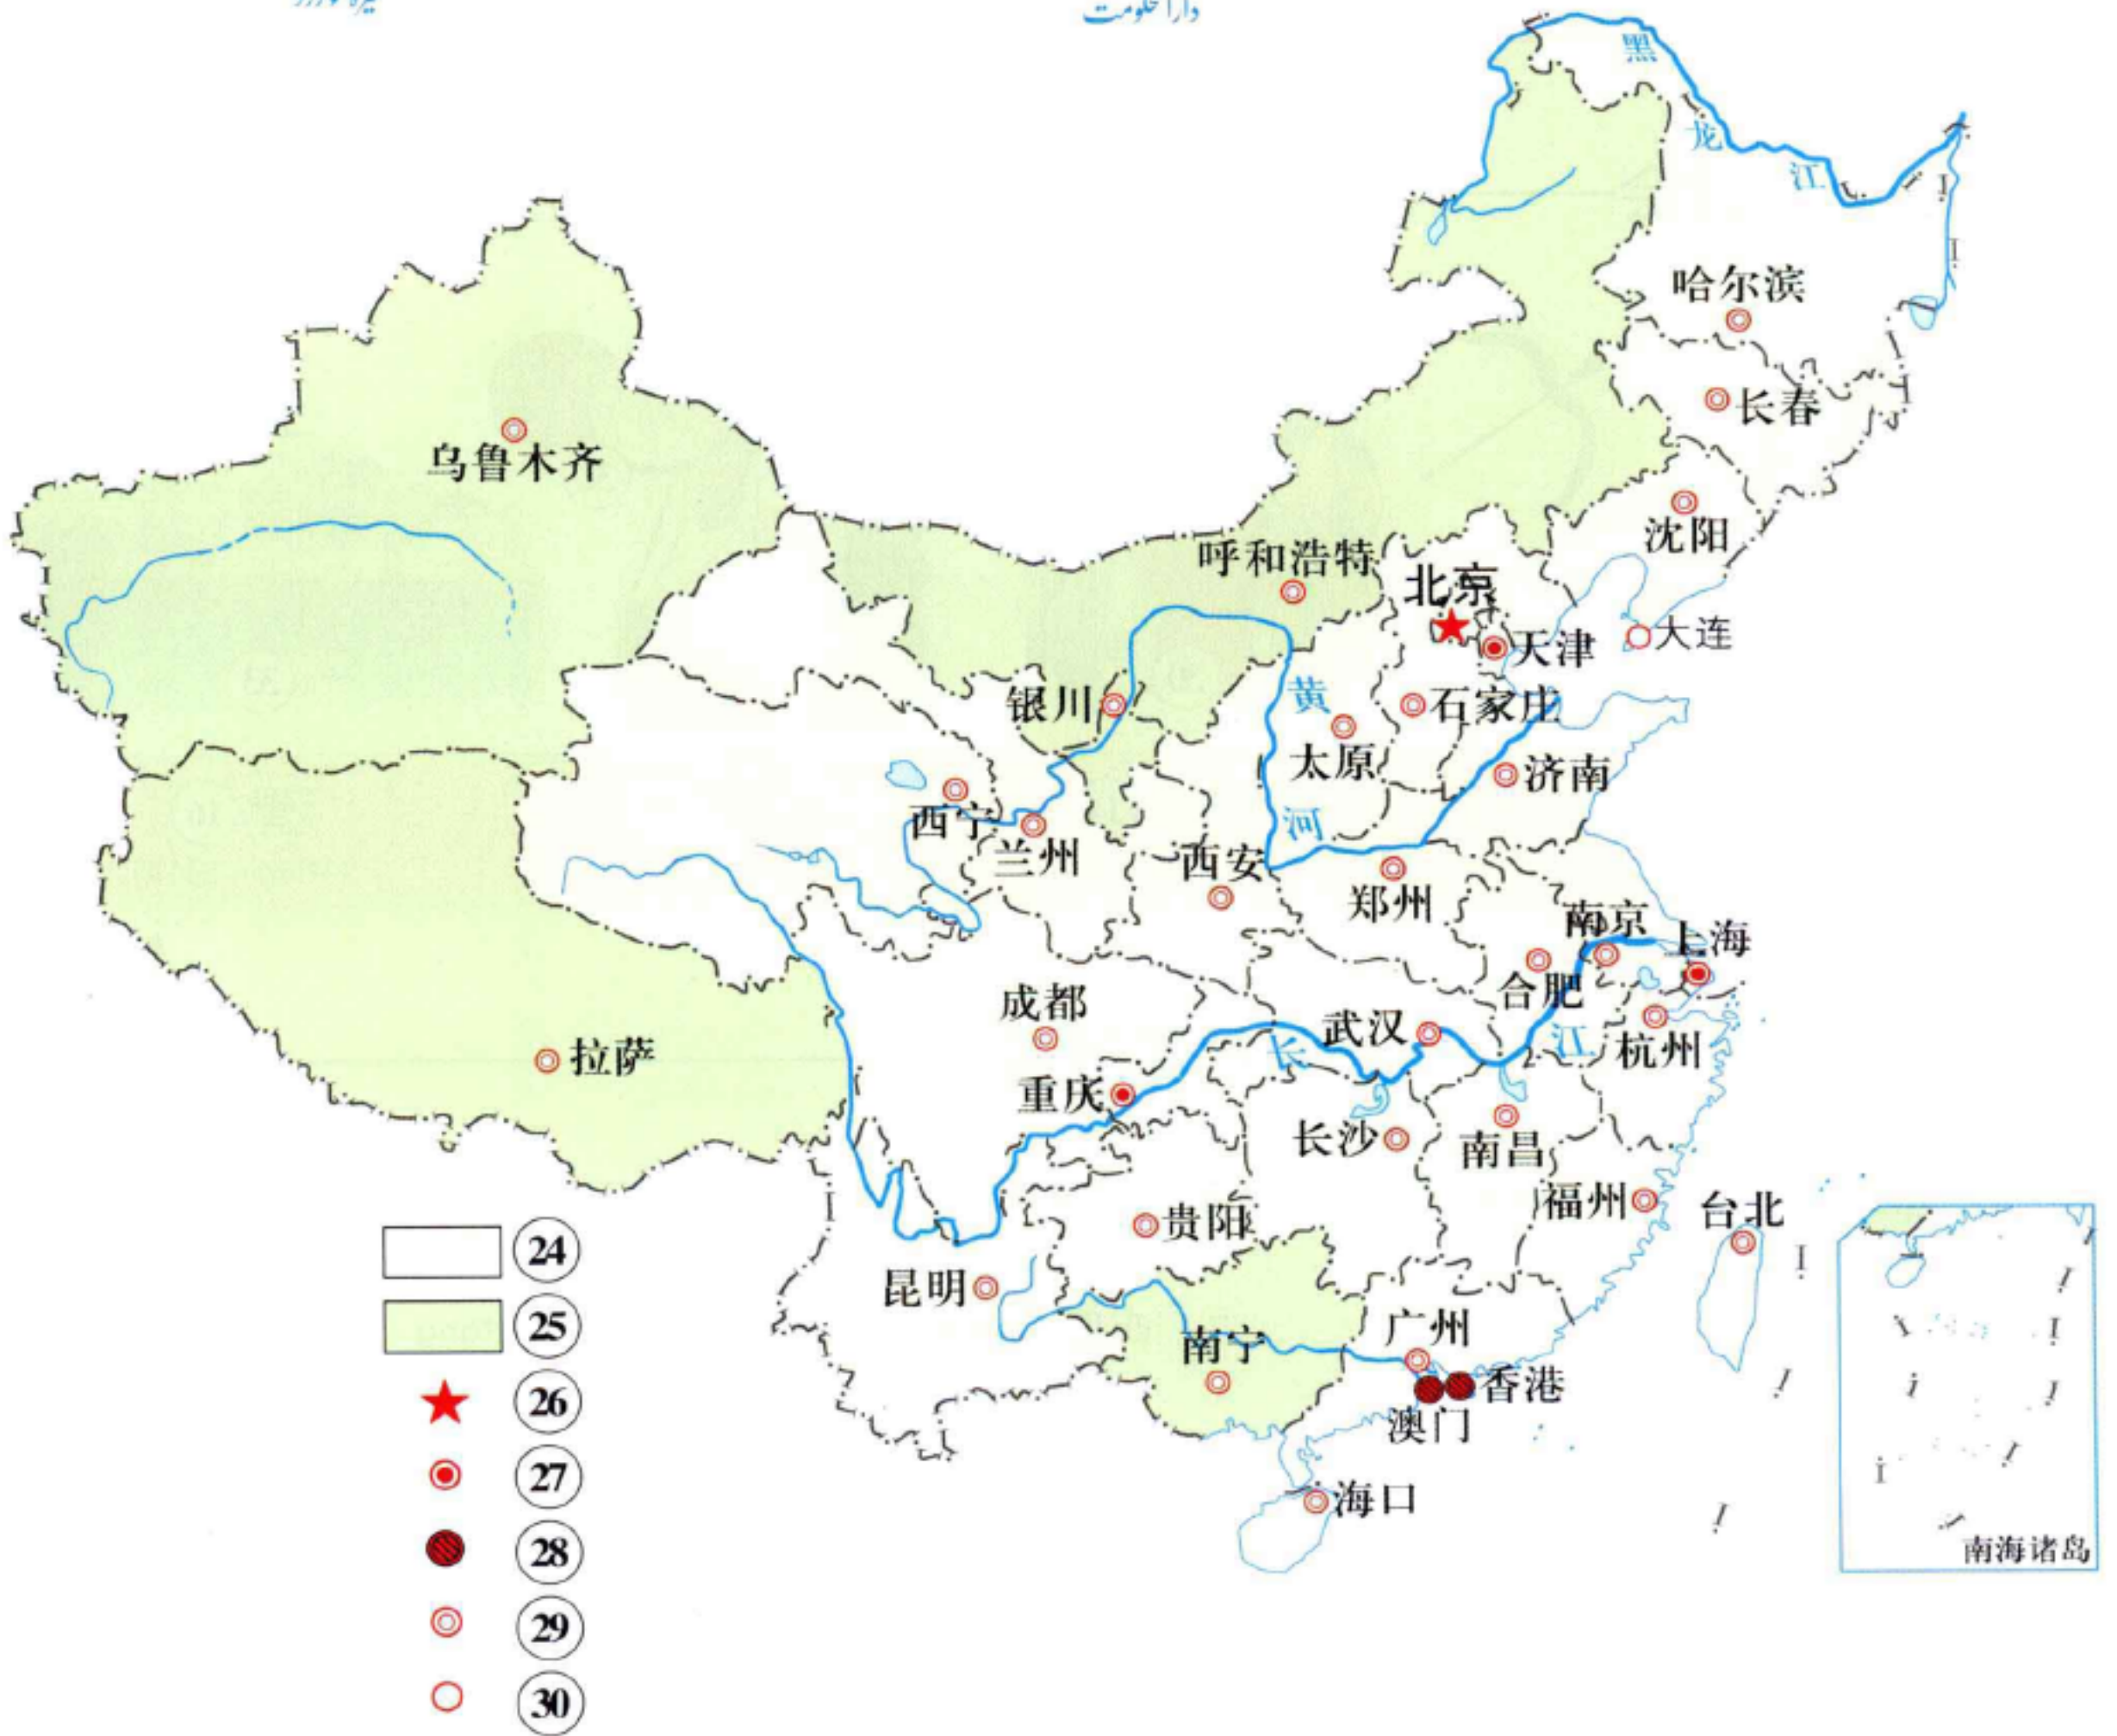 دارالحکومت
黑
龙
江
哈尔滨
长春
乌鲁木齐
沈阳
呼和浩特
北京
天津
大连
银川
黄
石家庄
太原
济南
西宁
河
兰州
西安
郑州
南京
上海
合肥
成都
武汉
长
江
杭州
拉萨
重庆
长沙
南昌
贵阳
福州
台北
昆明
南宁
广州
香港
澳门
海口
南海诸岛
24
25
26
27
28
29
30